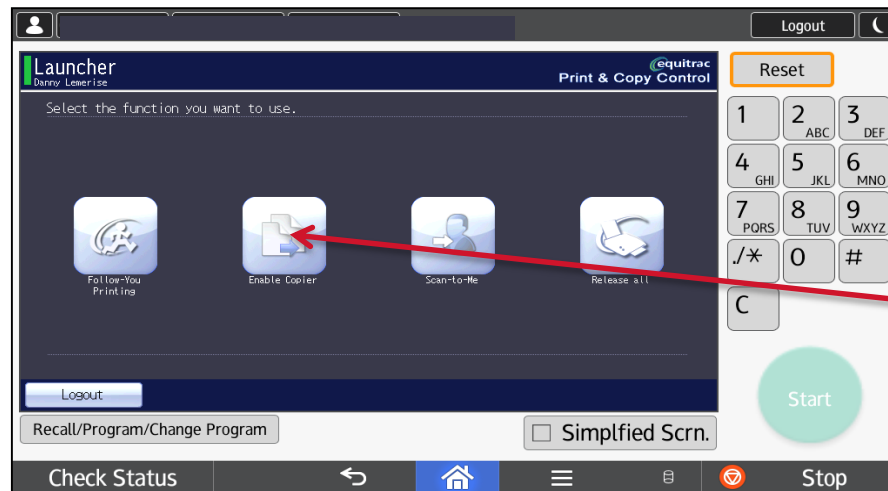 Logout
Launcher
Danny Lemerise
equitrac
Print & Copy Control
Select the function you want to use.
Follow-You
Printing
Enable Copier
Scan-to-Me
Release all
Logout
Reset
1 2 ABC 3 DEF
4 GHI 5 JKL 6 MNO
7 PQRS 8 TUV 9 WXYZ
./* 0 #
C
Start
Recall/Program/Change Program
Simplfied Scrn.
Check Status
Stop